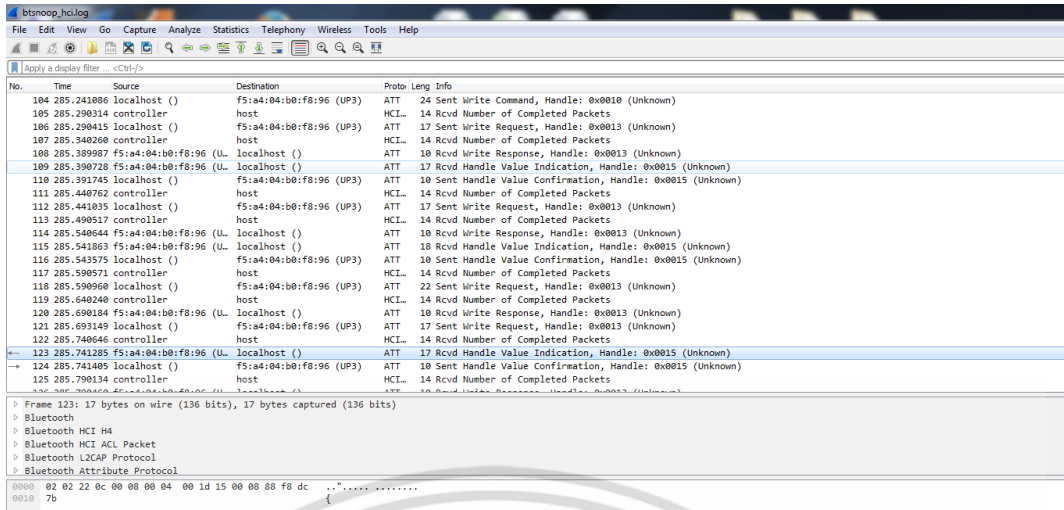 btsnoop_hci.log
File Edit View Go Capture Analyze Statistics Telephony Wireless Tools Help
Apply a display filter ... <Ctrl-/>
No. Time Source Destination Proto Leng Info
104 285.241086 localhost () f5:a4:04:b0:f8:96 (UP3) ATT 24 Sent Write Command, Handle: 0x0010 (Unknown)
105 285.290314 controller host HCI… 14 Rcvd Number of Completed Packets
106 285.290415 localhost () f5:a4:04:b0:f8:96 (UP3) ATT 17 Sent Write Request, Handle: 0x0013 (Unknown)
107 285.340260 controller host HCI… 14 Rcvd Number of Completed Packets
108 285.389987 f5:a4:04:b0:f8:96 (U… localhost () ATT 10 Rcvd Write Response, Handle: 0x0013 (Unknown)
109 285.390728 f5:a4:04:b0:f8:96 (U… localhost () ATT 17 Rcvd Handle Value Indication, Handle: 0x0015 (Unknown)
110 285.391745 localhost () f5:a4:04:b0:f8:96 (UP3) ATT 10 Sent Handle Value Confirmation, Handle: 0x0015 (Unknown)
111 285.440762 controller host HCI… 14 Rcvd Number of Completed Packets
112 285.441035 localhost () f5:a4:04:b0:f8:96 (UP3) ATT 17 Sent Write Request, Handle: 0x0013 (Unknown)
113 285.490517 controller host HCI… 14 Rcvd Number of Completed Packets
114 285.540644 f5:a4:04:b0:f8:96 (U… localhost () ATT 10 Rcvd Write Response, Handle: 0x0013 (Unknown)
115 285.541863 f5:a4:04:b0:f8:96 (U… localhost () ATT 18 Rcvd Handle Value Indication, Handle: 0x0015 (Unknown)
116 285.543575 localhost () f5:a4:04:b0:f8:96 (UP3) ATT 10 Sent Handle Value Confirmation, Handle: 0x0015 (Unknown)
117 285.590571 controller host HCI… 14 Rcvd Number of Completed Packets
118 285.590960 localhost () f5:a4:04:b0:f8:96 (UP3) ATT 22 Sent Write Request, Handle: 0x0013 (Unknown)
119 285.640240 controller host HCI… 14 Rcvd Number of Completed Packets
120 285.690184 f5:a4:04:b0:f8:96 (U… localhost () ATT 10 Rcvd Write Response, Handle: 0x0013 (Unknown)
121 285.693149 localhost () f5:a4:04:b0:f8:96 (UP3) ATT 17 Sent Write Request, Handle: 0x0013 (Unknown)
122 285.740646 controller host HCI… 14 Rcvd Number of Completed Packets
123 285.741285 f5:a4:04:b0:f8:96 (U… localhost () ATT 17 Rcvd Handle Value Indication, Handle: 0x0015 (Unknown)
124 285.741405 localhost () f5:a4:04:b0:f8:96 (UP3) ATT 10 Sent Handle Value Confirmation, Handle: 0x0015 (Unknown)
125 285.790134 controller host HCI… 14 Rcvd Number of Completed Packets
Frame 123: 17 bytes on wire (136 bits), 17 bytes captured (136 bits)
Bluetooth
Bluetooth HCI H4
Bluetooth HCI ACL Packet
Bluetooth L2CAP Protocol
Bluetooth Attribute Protocol
0000 02 02 22 0c 00 08 00 04 00 1d 15 00 08 88 f8 dc ..“..... ........
0010 7b {